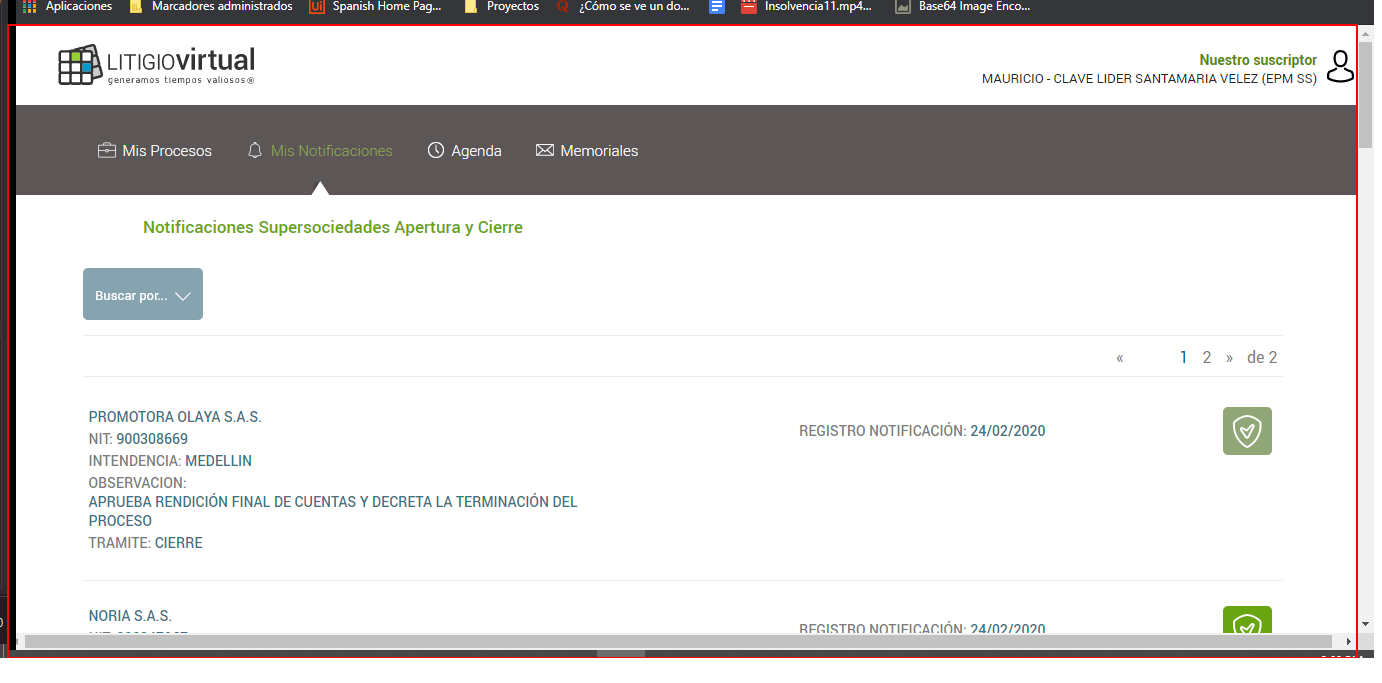 Aplicaciones Marcadores administrados Spanish Home Pag... Proyectos ¿Cómo se ve un do... Insolvencia11.mp4... Base64 Image Enco...
LITIGIOvirtual
generamos tiempos valiosos®
Nuestro suscriptor
MAURICIO - CLAVE LIDER SANTAMARIA VELEZ (EPM SS)
Mis Procesos Mis Notificaciones Agenda Memoriales
Notificaciones Supersociedades Apertura y Cierre
Buscar por...
« 1 2 » de 2
PROMOTORA OLAYA S.A.S.
NIT: 900308669
INTENDENCIA: MEDELLIN
OBSERVACION:
APRUEBA RENDICIÓN FINAL DE CUENTAS Y DECRETA LA TERMINACIÓN DEL
PROCESO
TRAMITE: CIERRE
REGISTRO NOTIFICACIÓN: 24/02/2020
NORIA S.A.S.
REGISTRO NOTIFICACIÓN: 24/02/2020